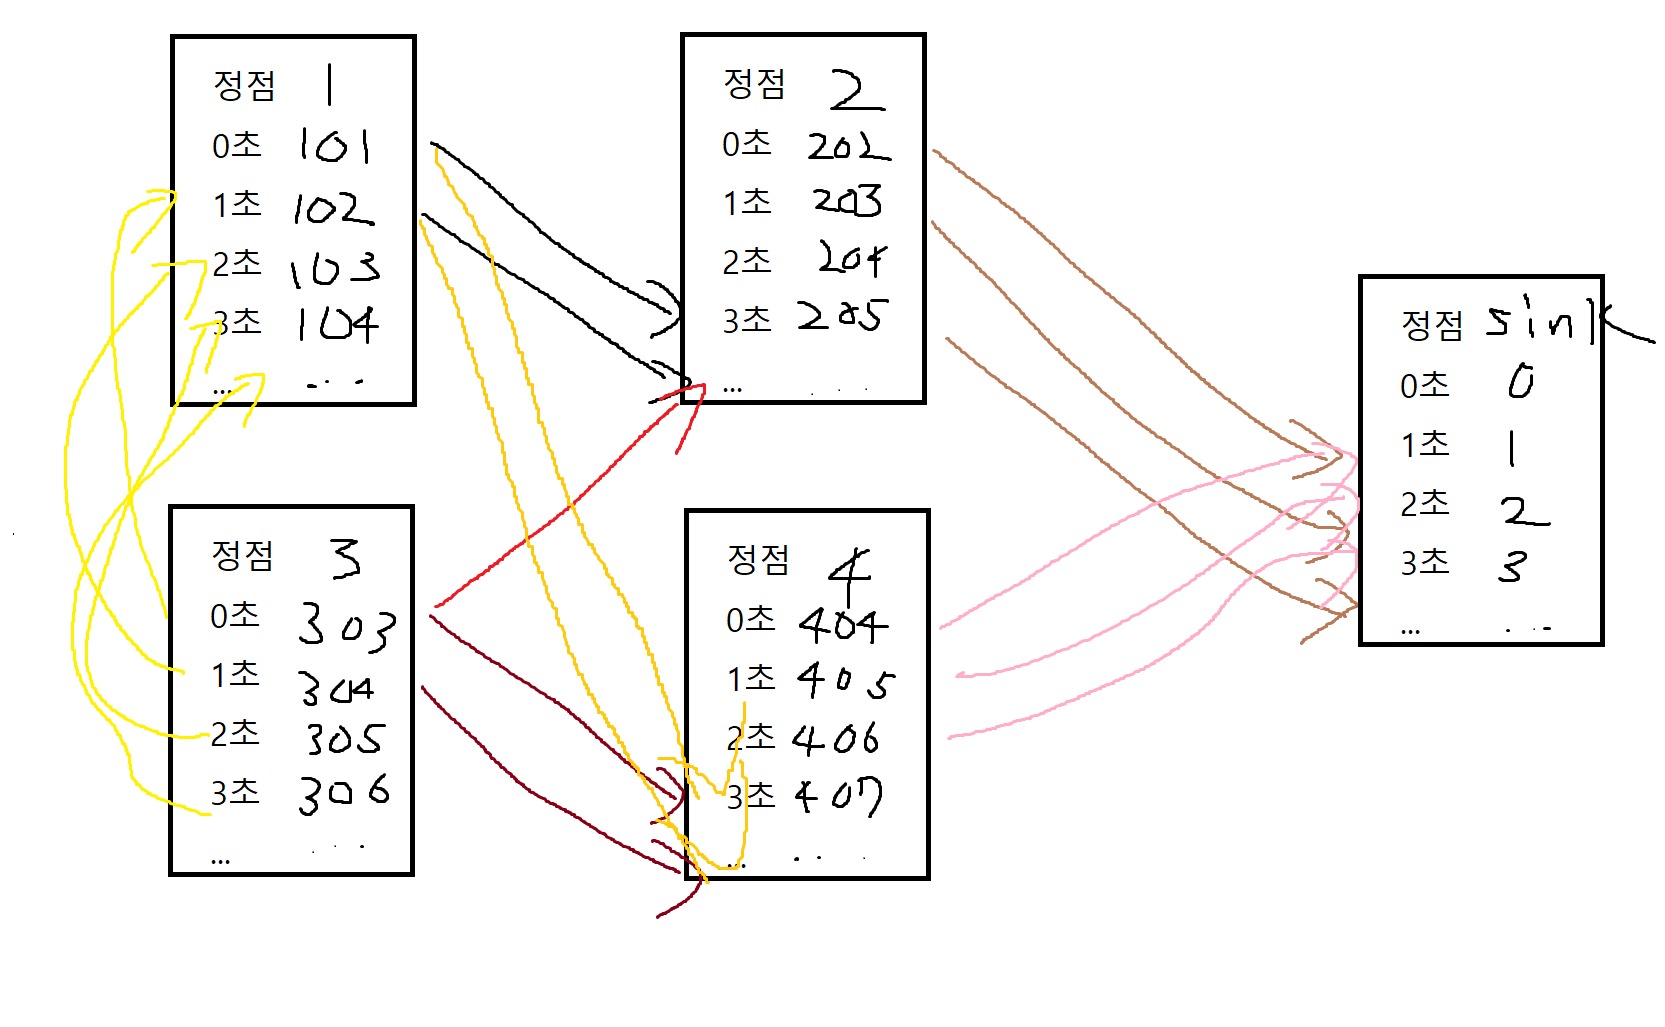 정점 1
0초 101
1초 102
2초 103
3초 104
... ...
정점 2
0초 202
1초 203
2초 204
3초 205
... ...
정점 3
0초 303
1초 304
2초 305
3초 306
... ...
정점 4
0초 404
1초 405
2초 406
3초 407
... ...
정점 sink
0초 0
1초 1
2초 2
3초 3
... ...